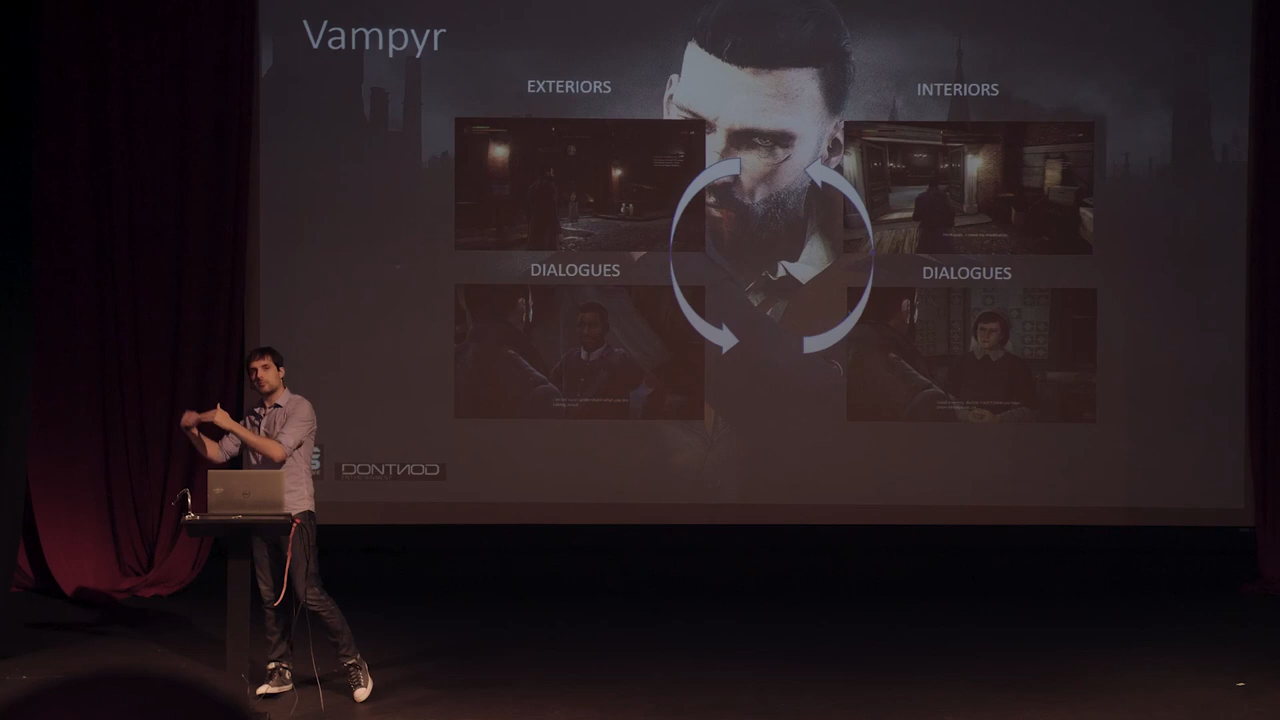 Vampyr
EXTERIORS
INTERIORS
DIALOGUES
DIALOGUES
DONTNOD